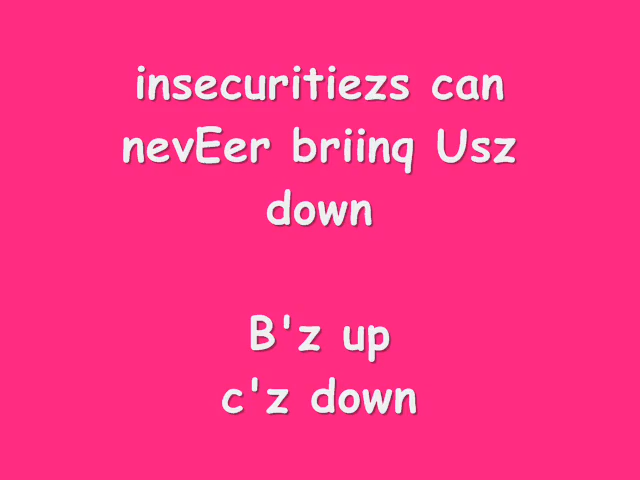 insecuritiezs can
nevEer briinq Usz
down
B'z up
c'z down